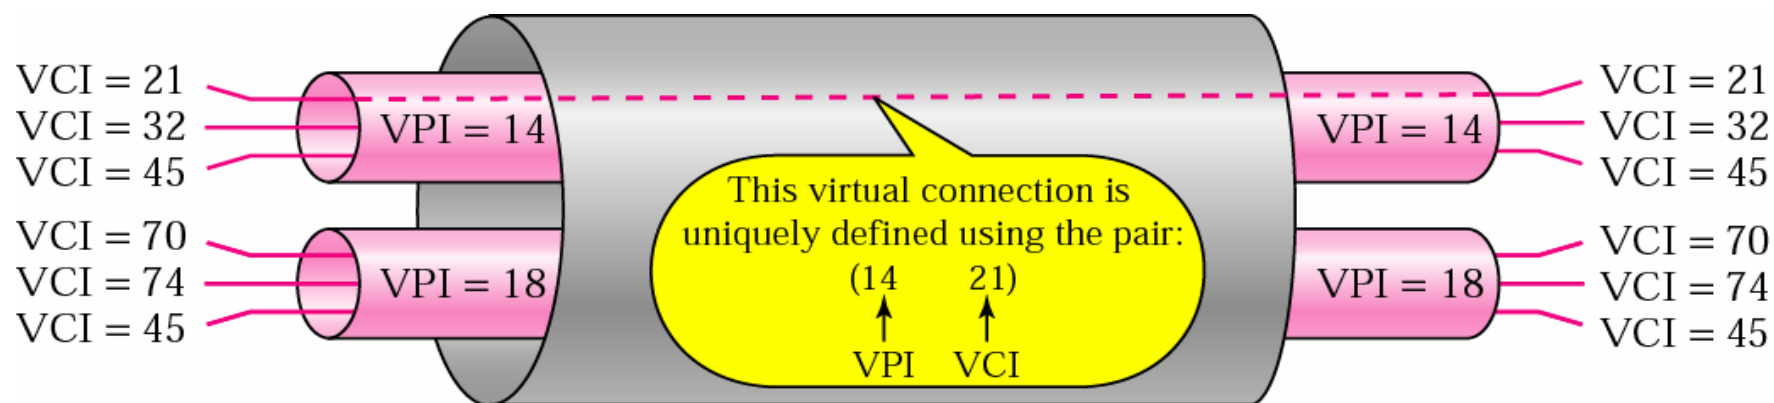 VCI = 21
VCI = 32
VCI = 45
VPI = 14
VCI = 70
VCI = 74
VCI = 45
VPI = 18
This virtual connection is
uniquely defined using the pair:
(14 21)
VPI VCI
VPI = 14
VCI = 21
VCI = 32
VCI = 45
VPI = 18
VCI = 70
VCI = 74
VCI = 45